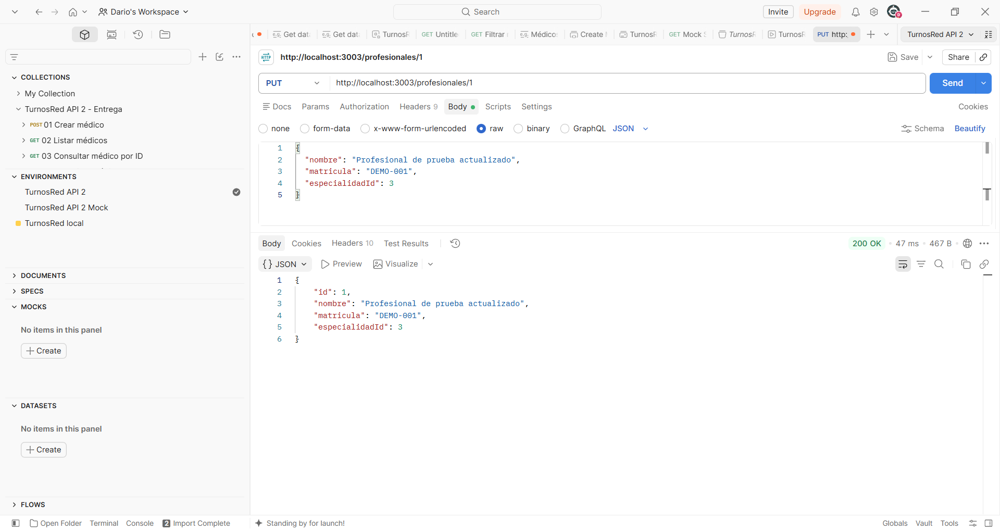 Dario's Workspace
Search
Invite
Upgrade
Get dat
Get dat
TurnosR
GET Untitle
GET Filtrar
Médico
Create
TurnosR
GET Mock
TurnosR
TurnosR
PUT http:
TurnosRed API 2
HTTP http://localhost:3003/profesionales/1
Save
Share
COLLECTIONS
My Collection
TurnosRed API 2 - Entrega
POST 01 Crear médico
GET 02 Listar médicos
GET 03 Consultar médico por ID
ENVIRONMENTS
TurnosRed API 2
TurnosRed API 2 Mock
TurnosRed local
DOCUMENTS
SPECS
MOCKS
No items in this panel
Create
DATASETS
No items in this panel
Create
FLOWS
PUT http://localhost:3003/profesionales/1
Send
Docs Params Authorization Headers 9 Body Scripts Settings Cookies
none form-data x-www-form-urlencoded raw binary GraphQL JSON Schema Beautify
1 {
2 "nombre": "Profesional de prueba actualizado",
3 "matricula": "DEMO-001",
4 "especialidadId": 3
5 }
Body Cookies Headers 10 Test Results 200 OK • 47 ms • 467 B
{} JSON Preview Visualize
1 {
2 "id": 1,
3 "nombre": "Profesional de prueba actualizado",
4 "matricula": "DEMO-001",
5 "especialidadId": 3
6 }
Open Folder Terminal Console 2 Import Complete Standing by for launch! Globals Vault Tools